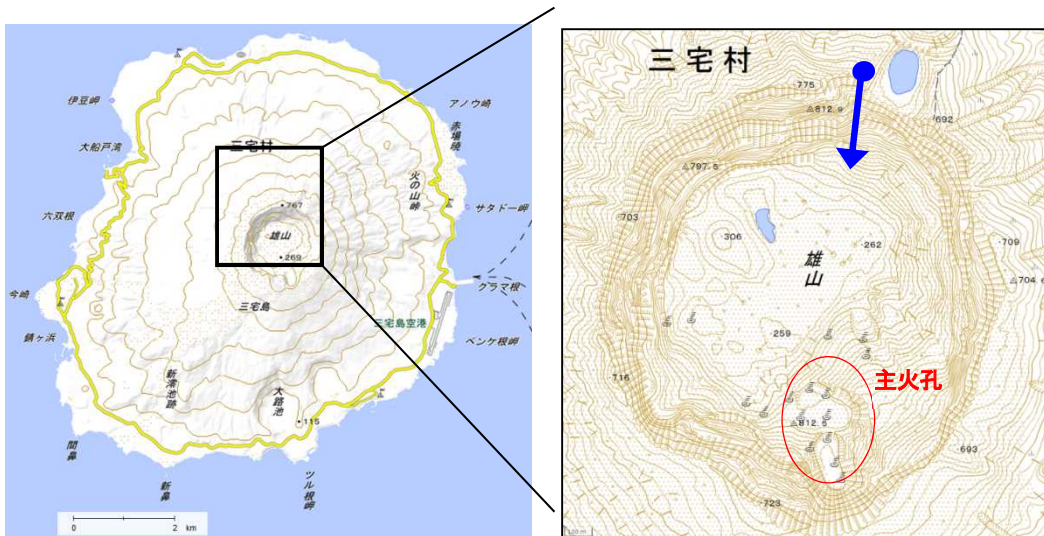 三宅村
伊豆岬
アノウ崎
赤場暁
大船戸湾
火の山峠
サタドー岬
六双根
767
雄山
269
今崎
三宅島
グラマ根
三宅島空港
錆ヶ浜
ベンケ根岬
新澪池跡
大路池
115
間鼻
新鼻
ツル根岬
0 2 km
三宅村
775
812.9
692
797.6
703
306
262
709
雄山
704.6
259
716
主火孔
812.9
693
723